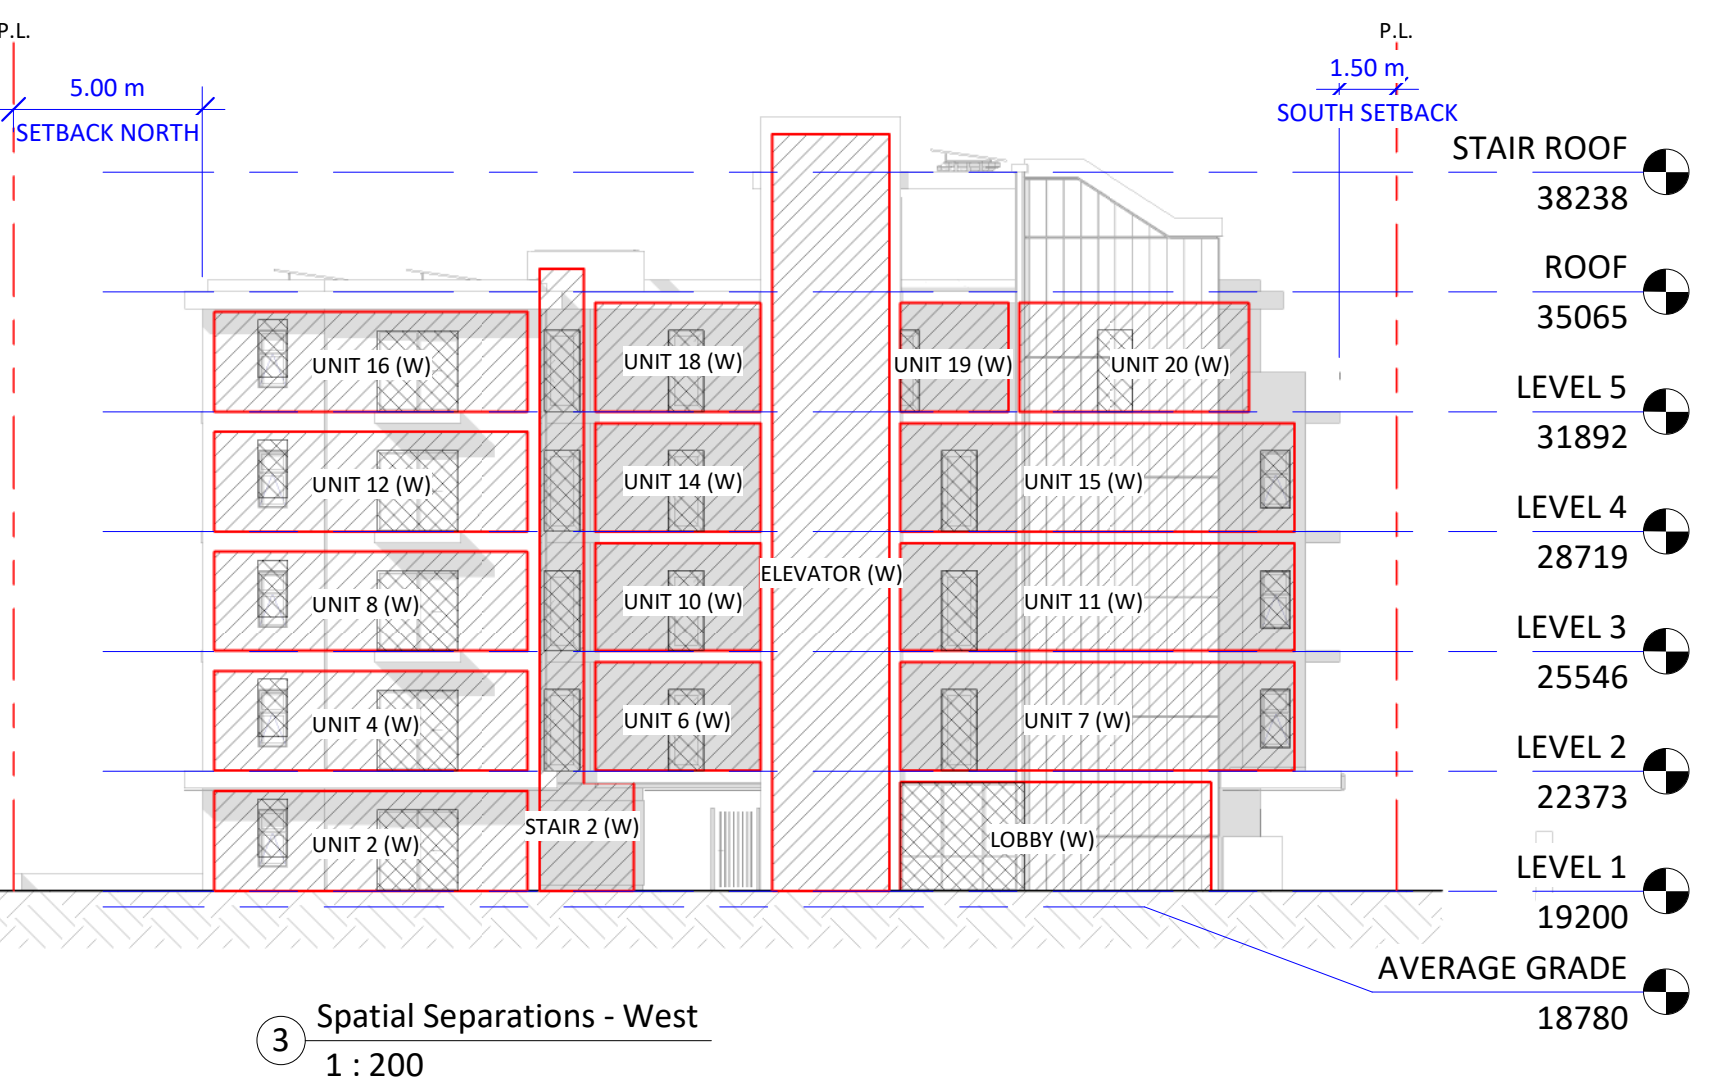 P.L.
P.L.
5.00 m
SETBACK NORTH
1.50 m
SOUTH SETBACK
STAIR ROOF
38238
ROOF
35065
UNIT 16 (W)
UNIT 18 (W)
UNIT 19 (W)
UNIT 20 (W)
LEVEL 5
31892
UNIT 12 (W)
UNIT 14 (W)
UNIT 15 (W)
LEVEL 4
28719
ELEVATOR (W)
UNIT 8 (W)
UNIT 10 (W)
UNIT 11 (W)
LEVEL 3
25546
UNIT 4 (W)
UNIT 6 (W)
UNIT 7 (W)
LEVEL 2
22373
UNIT 2 (W)
STAIR 2 (W)
LOBBY (W)
LEVEL 1
19200
AVERAGE GRADE
18780
3
Spatial Separations - West
1 : 200